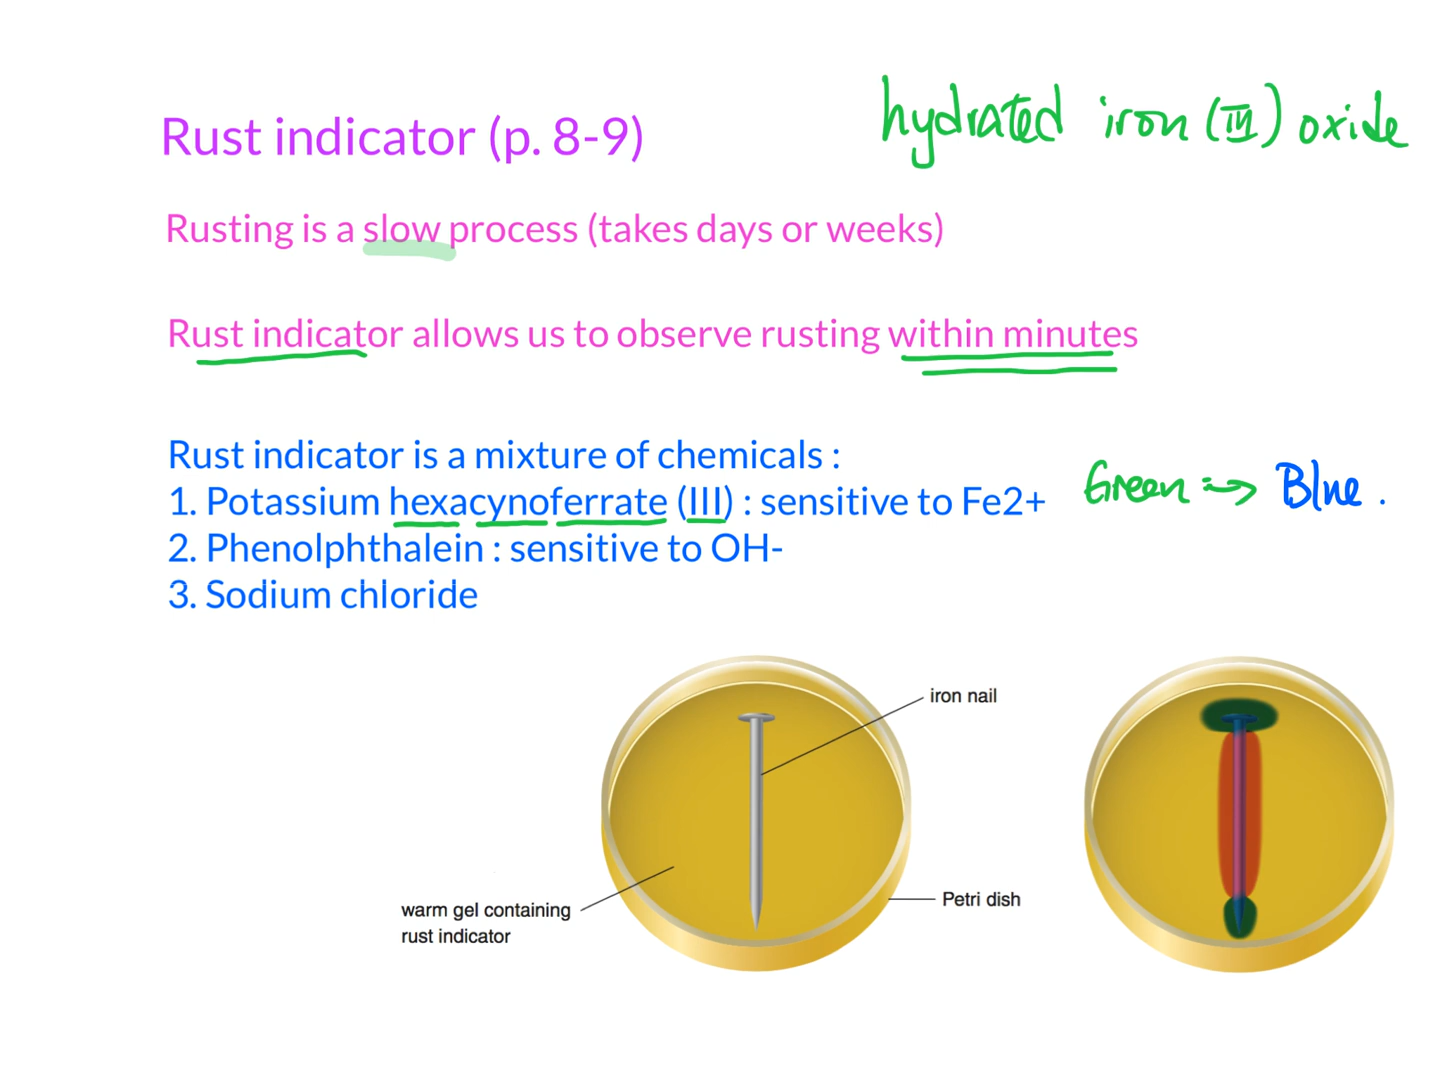 hydrated iron (III) oxide
Rust indicator (p. 8-9)
Rusting is a slow process (takes days or weeks)
Rust indicator allows us to observe rusting within minutes
Rust indicator is a mixture of chemicals :
1. Potassium hexacynoferrate (III) : sensitive to Fe2+ Green => Blue .
2. Phenolphthalein : sensitive to OH-
3. Sodium chloride
iron nail
Petri dish
warm gel containing
rust indicator